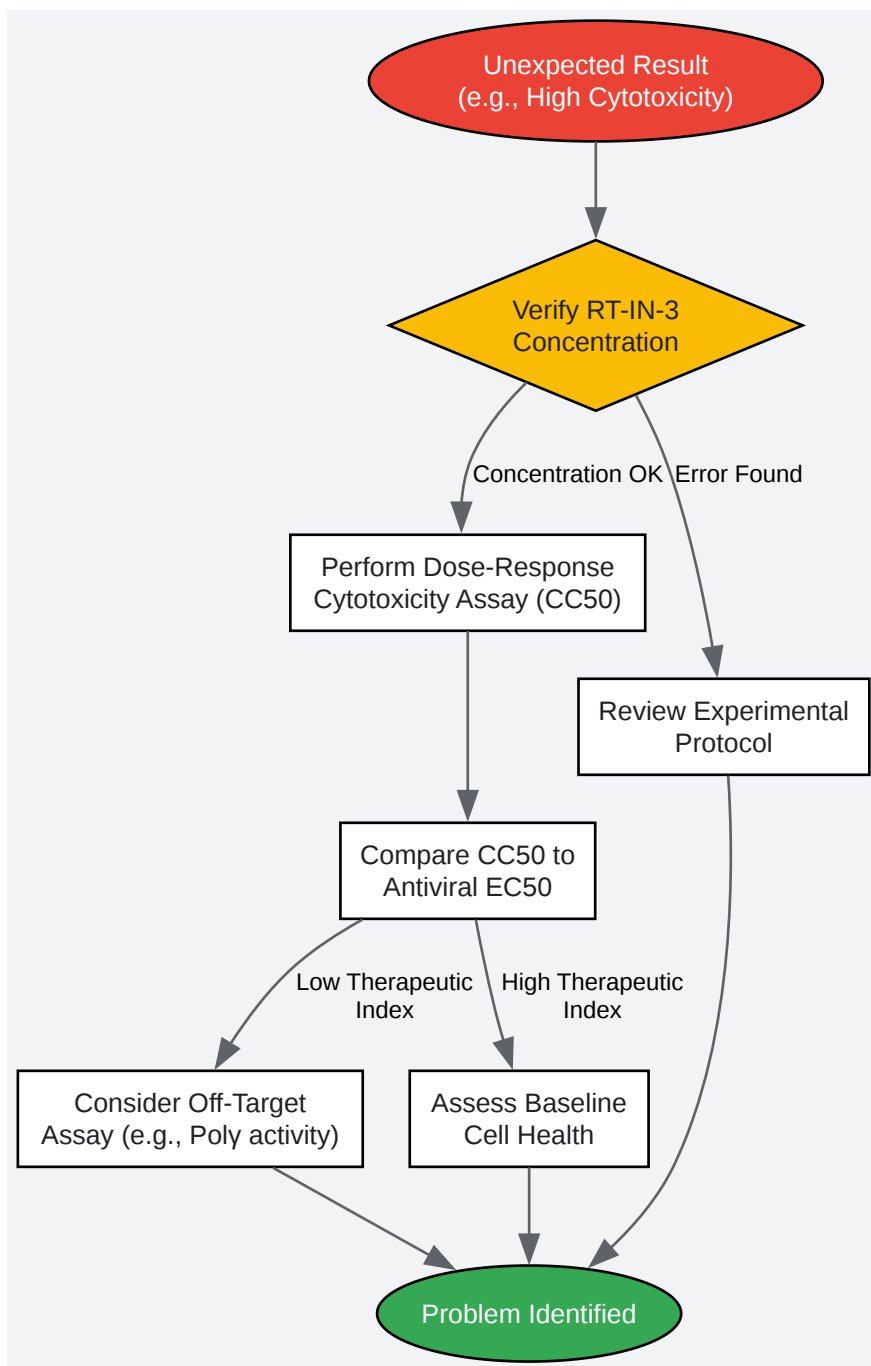 Unexpected Result
(e.g., High Cytotoxicity)
Verify RT-IN-3
Concentration
Concentration OK
Error Found
Perform Dose-Response
Cytotoxicity Assay (CC50)
Review Experimental
Protocol
Compare CC50 to
Antiviral EC50
Low Therapeutic
Index
High Therapeutic
Index
Consider Off-Target
Assay (e.g., Polγ activity)
Assess Baseline
Cell Health
Problem Identified